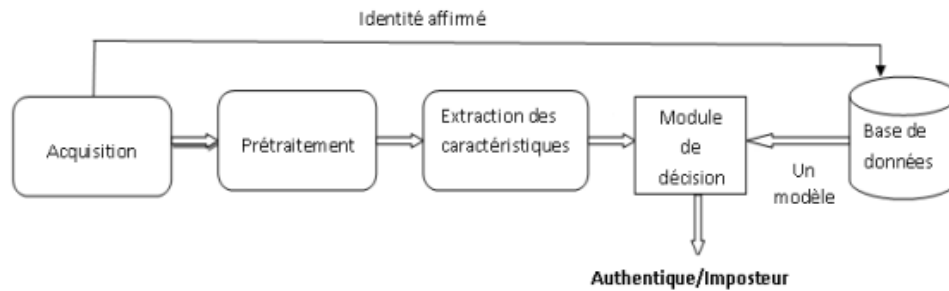 Identité affirmé
Acquisition
Prétraitement
Extraction des
caractéristiques
Module
de
décision
Base de
données
Un
modèle
Authentique/Imposteur